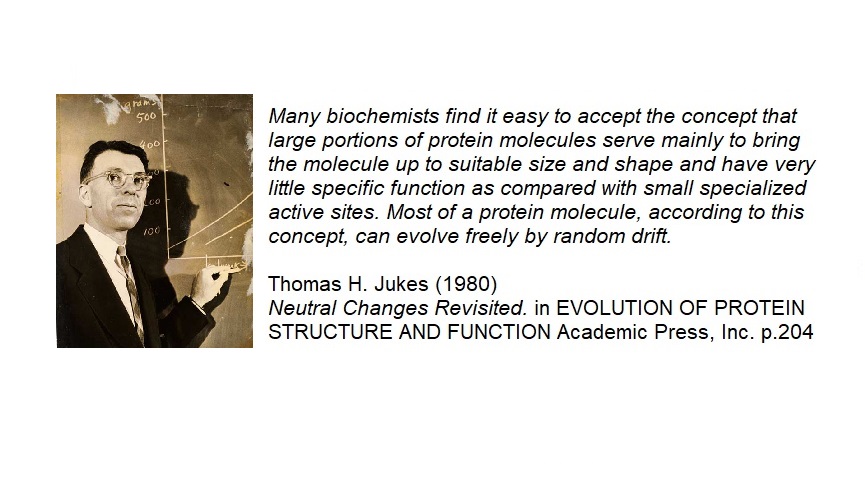 grams
500
400
100
Many biochemists find it easy to accept the concept that
large portions of protein molecules serve mainly to bring
the molecule up to suitable size and shape and have very
little specific function as compared with small specialized
active sites. Most of a protein molecule, according to this
concept, can evolve freely by random drift.
Thomas H. Jukes (1980)
Neutral Changes Revisited. in EVOLUTION OF PROTEIN
STRUCTURE AND FUNCTION Academic Press, Inc. p.204